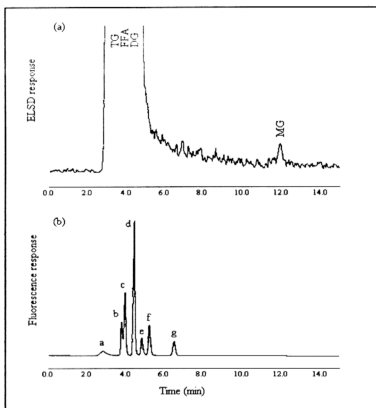 (a)
TG
FFA
DG
MG
ELSD response
0.0 2.0 4.0 6.0 8.0 10.0 12.0 14.0
(b)
d
c
b
a
e
f
g
Fluorescence response
0.0 2.0 4.0 6.0 8.0 10.0 12.0 14.0
Time (min)